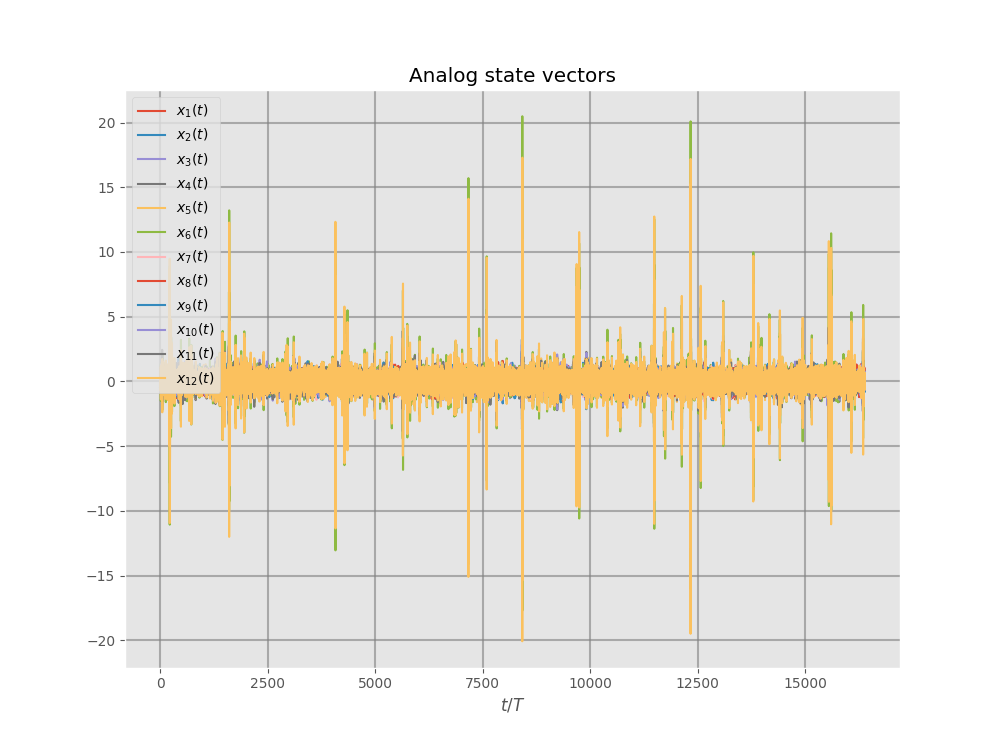 Analog state vectors
x₁(t)
x₂(t)
x₃(t)
x₄(t)
x₅(t)
x₆(t)
x₇(t)
x₈(t)
x₉(t)
x₁₀(t)
x₁₁(t)
x₁₂(t)
20
15
10
5
0
−5
−10
−15
−20
0 2500 5000 7500 10000 12500 15000
t/T